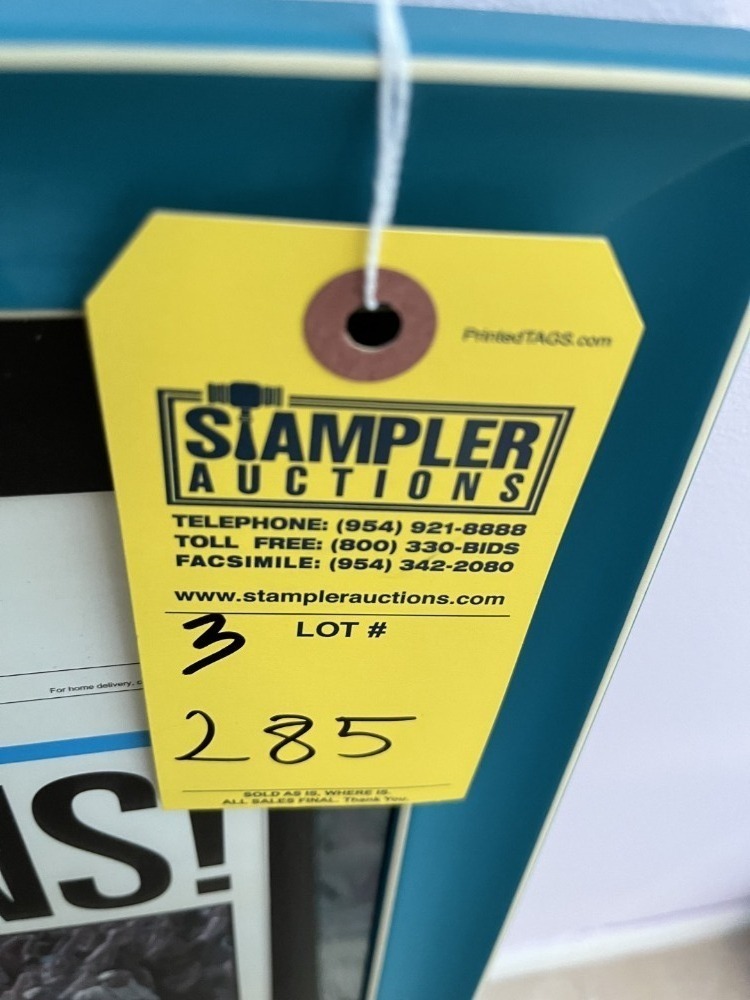 PrintedTAGS.com
STAMPLER
AUCTIONS
TELEPHONE: (954) 921-8888
TOLL FREE: (800) 330-BIDS
FACSIMILE: (954) 342-2080
www.stamplerauctions.com
3 LOT #
285
SOLD AS IS, WHERE IS.
ALL SALES FINAL. Thank You.
For home delivery, c
NS!